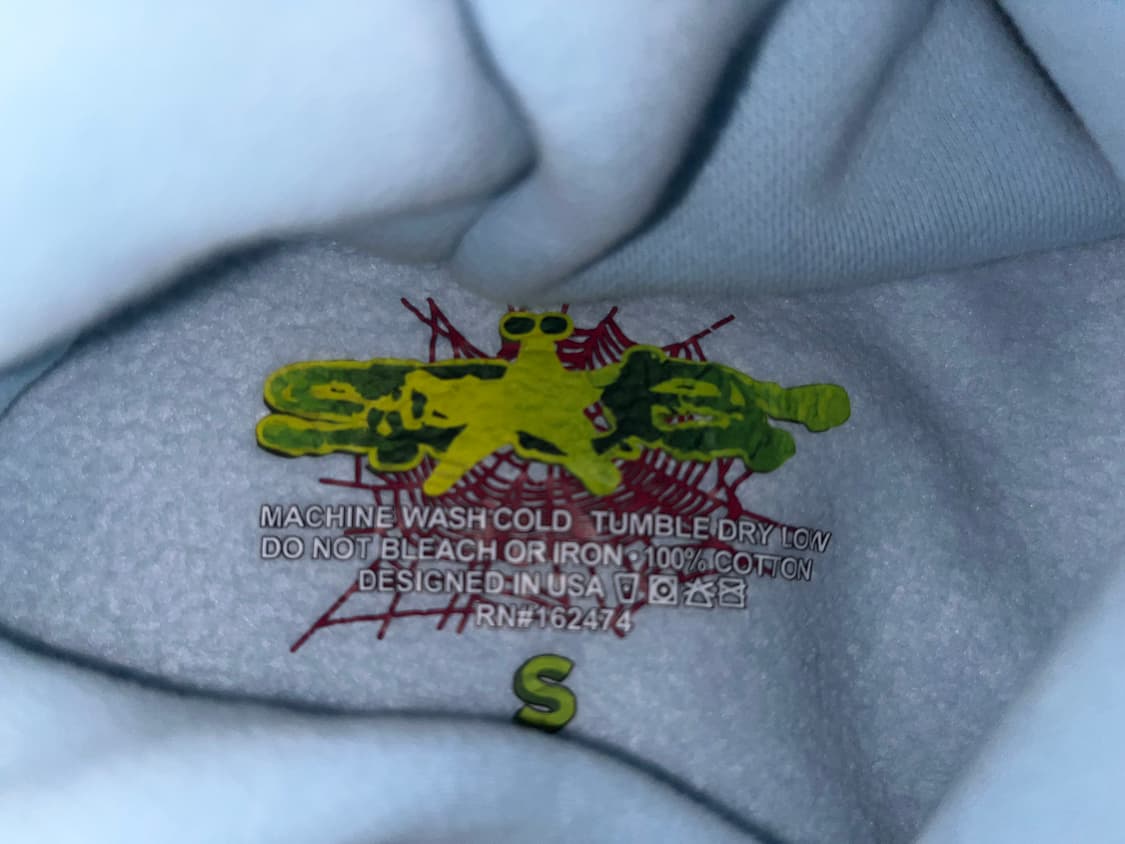 MACHINE WASH COLD TUMBLE DRY LOW
DO NOT BLEACH OR IRON • 100% COTTON
DESIGNED IN USA
RN#162474
S